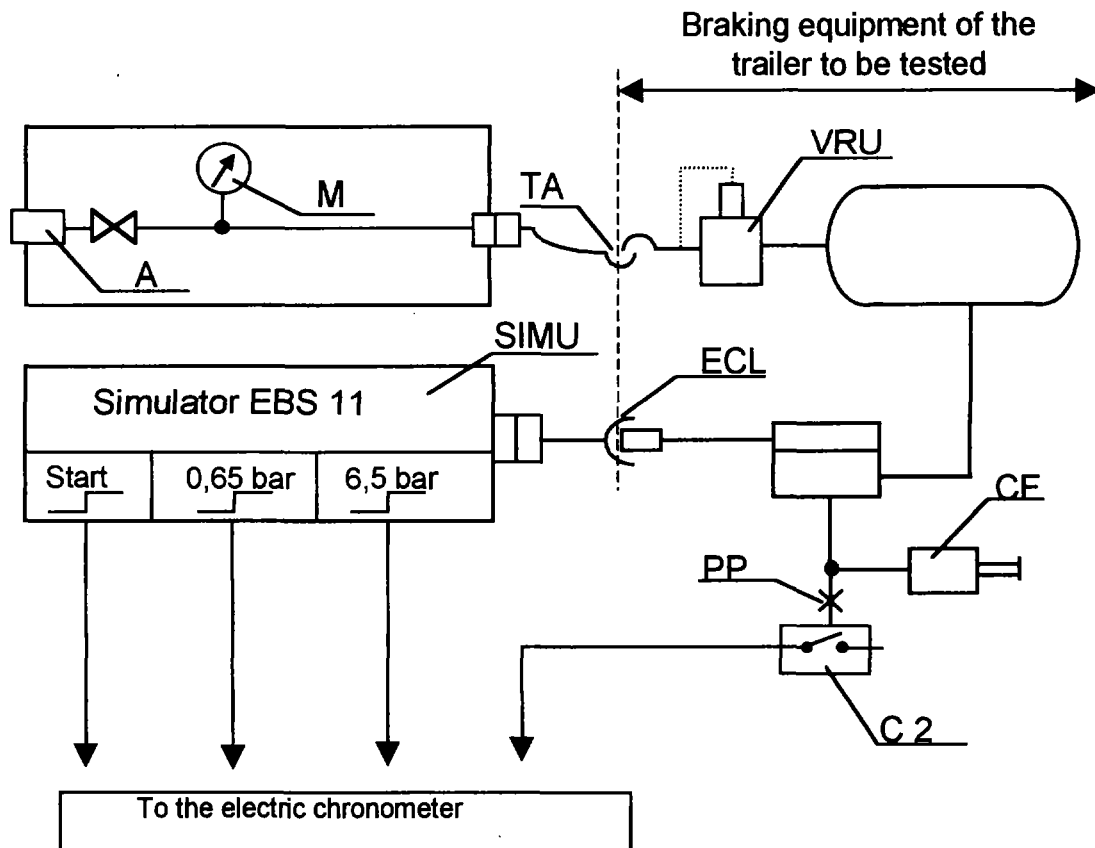 Braking equipment of the
trailer to be tested
VRU
TA
M
A
SIMU
ECL
Simulator EBS 11
Start
0,65 bar
6,5 bar
CF
PP
C 2
To the electric chronometer